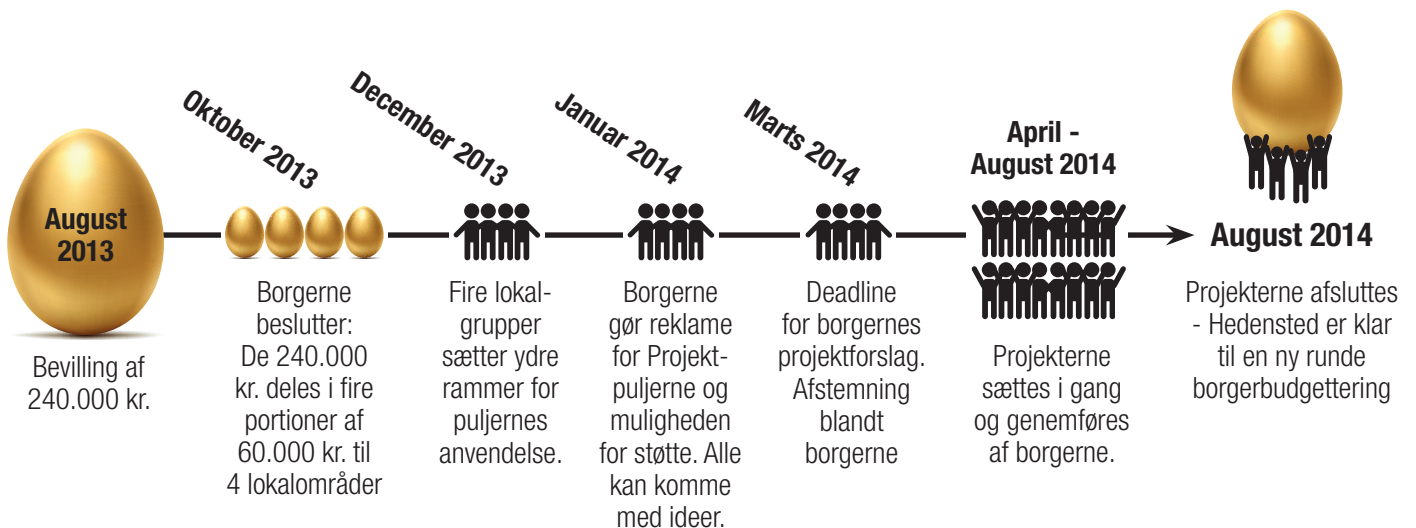 August
2013
Bevilling af
240.000 kr.
Oktober 2013
Borgerne
beslutter:
De 240.000
kr. deles i fire
portioner af
60.000 kr. til
4 lokalområder
December 2013
Fire lokal-
grupper
sætter ydre
rammer for
puljernes
anvendelse.
Januar 2014
Borgerne
gør reklame
for Projekt-
puljerne og
muligheden
for støtte. Alle
kan komme
med ideer.
Marts 2014
Deadline
for borgernes
projektforslag.
Afstemning
blandt
borgerne
April -
August 2014
Projekterne
sættes i gang
og genemføres
af borgerne.
August 2014
Projekterne afsluttes
- Hedensted er klar
til en ny runde
borgerbudgettering